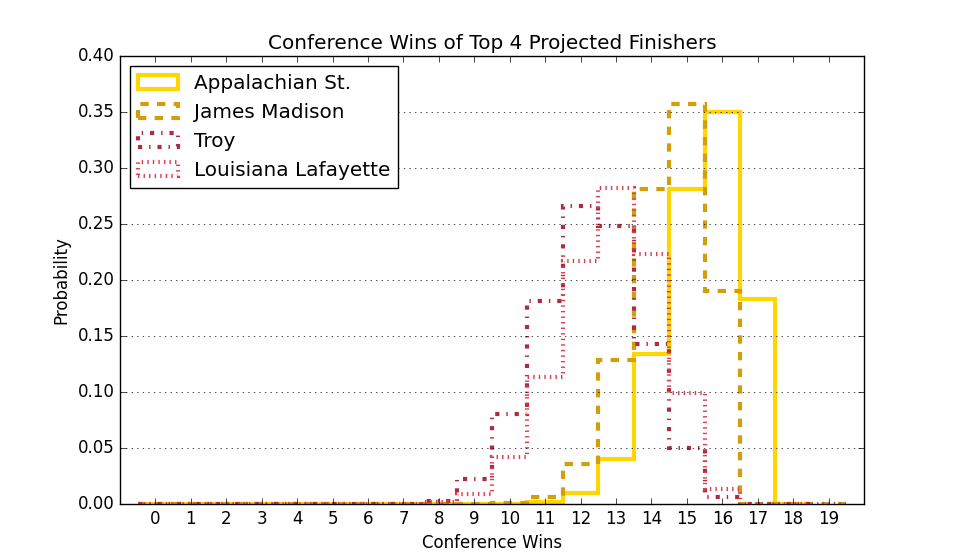 Conference Wins of Top 4 Projected Finishers
Appalachian St.
James Madison
Troy
Louisiana Lafayette
Probability
0.40
0.35
0.30
0.25
0.20
0.15
0.10
0.05
0.00
0 1 2 3 4 5 6 7 8 9 10 11 12 13 14 15 16 17 18 19
Conference Wins